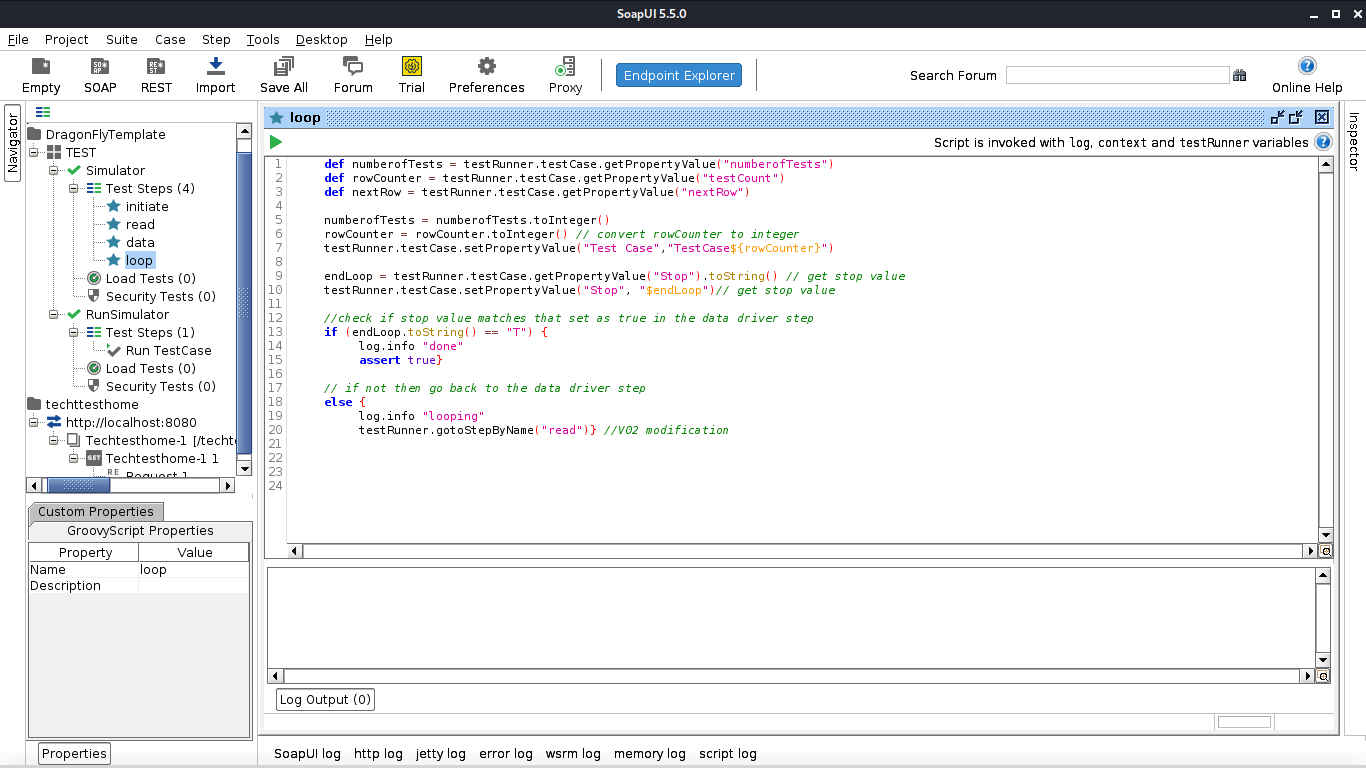 SoapUI 5.5.0
File Project Suite Case Step Tools Desktop Help
Empty SOAP REST Import Save All Forum Trial Preferences Proxy Endpoint Explorer Search Forum Online Help
Navigator
DragonFlyTemplate
TEST
Simulator
Test Steps (4)
initiate
read
data
loop
Load Tests (0)
Security Tests (0)
RunSimulator
Test Steps (1)
Run TestCase
Load Tests (0)
Security Tests (0)
techttesthome
http://localhost:8080
Techtesthome-1 [/techt
GET Techtesthome-1 1
RE Request 1
Custom Properties
GroovyScript Properties
Property Value
Name loop
Description
Properties
loop
Script is invoked with log, context and testRunner variables
1 def numberofTests = testRunner.testCase.getPropertyValue("numberofTests")
2 def rowCounter = testRunner.testCase.getPropertyValue("testCount")
3 def nextRow = testRunner.testCase.getPropertyValue("nextRow")
4
5 numberofTests = numberofTests.toInteger()
6 rowCounter = rowCounter.toInteger() // convert rowCounter to integer
7 testRunner.testCase.setPropertyValue("Test Case","TestCase${rowCounter}")
8
9 endLoop = testRunner.testCase.getPropertyValue("Stop").toString() // get stop value
10 testRunner.testCase.setPropertyValue("Stop", "$endLoop")// get stop value
11
12 //check if stop value matches that set as true in the data driver step
13 if (endLoop.toString() == "T") {
14 log.info "done"
15 assert true}
16
17 // if not then go back to the data driver step
18 else {
19 log.info "looping"
20 testRunner.gotoStepByName("read")} //V02 modification
21
22
23
24
Log Output (0)
SoapUI log http log jetty log error log wsrm log memory log script log
Inspector